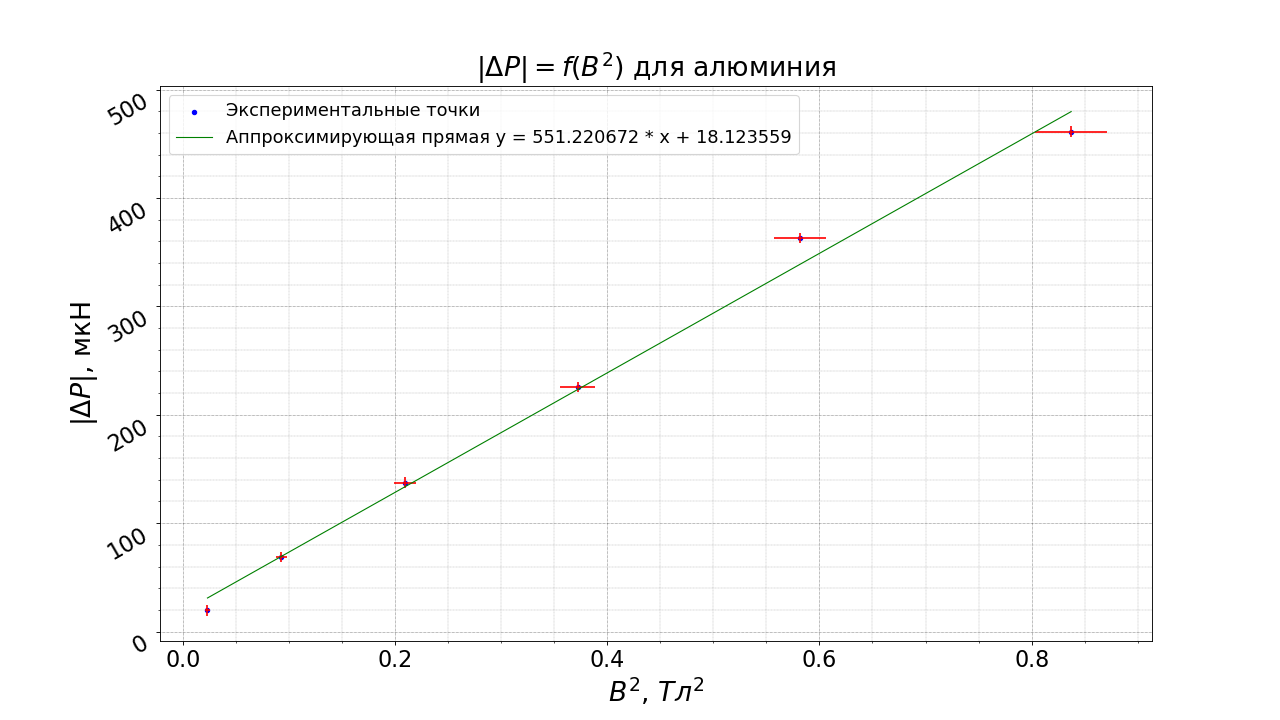 |ΔP| = f(B²) для алюминия
Экспериментальные точки
Аппроксимирующая прямая y = 551.220672 * x + 18.123559
500
400
300
200
100
0
|ΔP|, мкН
0.0 0.2 0.4 0.6 0.8
B², Тл²